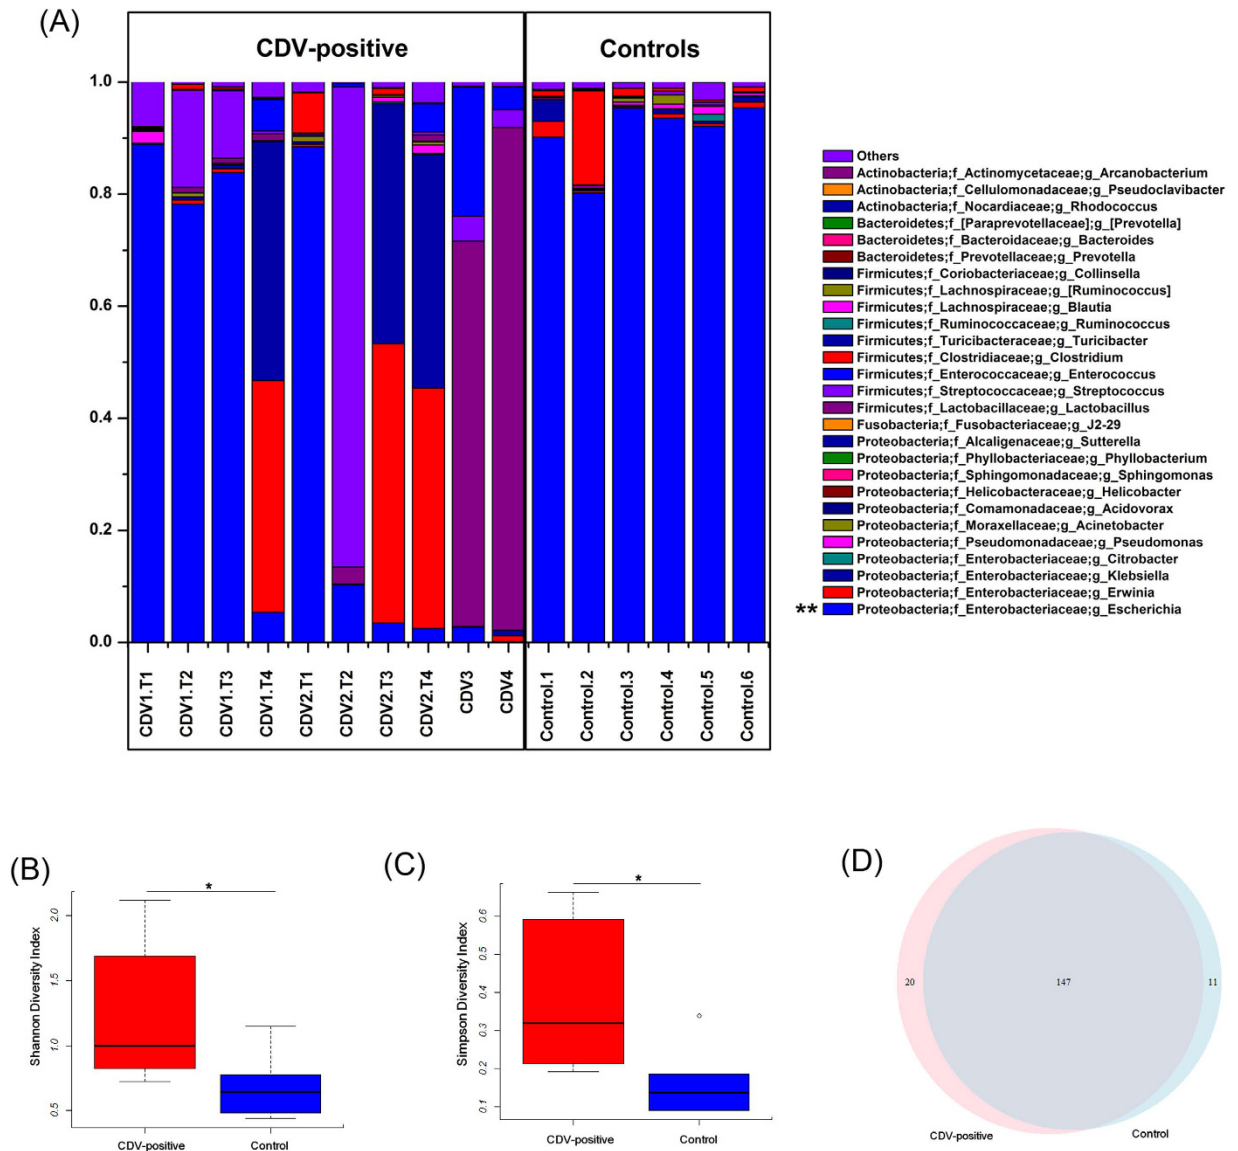 (A)
CDV-positive
Controls
1.0
0.8
0.6
0.4
0.2
0.0
CDV1.T1
CDV1.T2
CDV1.T3
CDV1.T4
CDV2.T1
CDV2.T2
CDV2.T3
CDV2.T4
CDV3
CDV4
Control.1
Control.2
Control.3
Control.4
Control.5
Control.6
Others
Actinobacteria;f_Actinomycetaceae;g_Arcanobacterium
Actinobacteria;f_Cellulomonadaceae;g_Pseudoclavibacter
Actinobacteria;f_Nocardiaceae;g_Rhodococcus
Bacteroidetes;f_[Paraprevotellaceae];g_[Prevotella]
Bacteroidetes;f_Bacteroidaceae;g_Bacteroides
Bacteroidetes;f_Prevotellaceae;g_Prevotella
Firmicutes;f_Coriobacteriaceae;g_Collinsella
Firmicutes;f_Lachnospiraceae;g_[Ruminococcus]
Firmicutes;f_Lachnospiraceae;g_Blautia
Firmicutes;f_Ruminococcaceae;g_Ruminococcus
Firmicutes;f_Turicibacteraceae;g_Turicibacter
Firmicutes;f_Clostridiaceae;g_Clostridium
Firmicutes;f_Enterococcaceae;g_Enterococcus
Firmicutes;f_Streptococcaceae;g_Streptococcus
Firmicutes;f_Lactobacillaceae;g_Lactobacillus
Fusobacteria;f_Fusobacteriaceae;g_J2-29
Proteobacteria;f_Alcaligenaceae;g_Sutterella
Proteobacteria;f_Phyllobacteriaceae;g_Phyllobacterium
Proteobacteria;f_Sphingomonadaceae;g_Sphingomonas
Proteobacteria;f_Helicobacteraceae;g_Helicobacter
Proteobacteria;f_Comamonadaceae;g_Acidovorax
Proteobacteria;f_Moraxellaceae;g_Acinetobacter
Proteobacteria;f_Pseudomonadaceae;g_Pseudomonas
Proteobacteria;f_Enterobacteriaceae;g_Citrobacter
Proteobacteria;f_Enterobacteriaceae;g_Klebsiella
Proteobacteria;f_Enterobacteriaceae;g_Erwinia
** Proteobacteria;f_Enterobacteriaceae;g_Escherichia
(B)
*
Shannon Diversity Index
2.0
1.5
1.0
0.5
CDV-positive
Control
(C)
*
Simpson Diversity Index
0.6
0.5
0.4
0.3
0.2
0.1
CDV-positive
Control
(D)
20
147
11
CDV-positive
Control